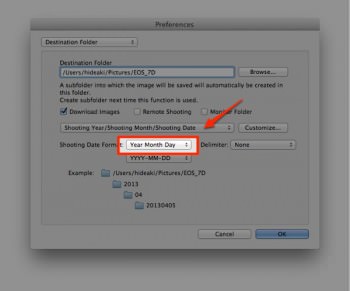 Preferences
Destination Folder
Destination Folder
/Users/hideaki/Pictures/EOS_7D Browse...
A subfolder into which the image will be saved will automatically be created in
this folder.
Create subfolder next time this function is used.
Download Images Remote Shooting Monitor Folder
Shooting Year/Shooting Month/Shooting Date Customize...
Shooting Date Format: Year Month Day Delimiter: None
YYYY-MM-DD
Example: /Users/hideaki/Pictures/EOS_7D
2013
04
20130405
Cancel OK